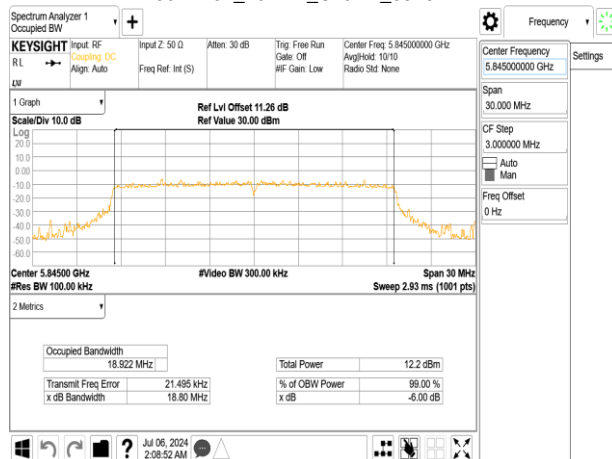 Spectrum Analyzer 1
Occupied BW
Frequency
KEYSIGHT
RL
LXI
Input: RF
Coupling: DC
Align: Auto
Input Z: 50 Ω
Freq Ref: Int (S)
Atten: 30 dB
Trig: Free Run
Gate: Off
#IF Gain: Low
Center Freq: 5.845000000 GHz
Avg|Hold: 10/10
Radio Std: None
Center Frequency
5.845000000 GHz
Settings
Span
30.000 MHz
CF Step
3.000000 MHz
Auto
Man
Freq Offset
0 Hz
1 Graph
Scale/Div 10.0 dB
Ref Lvl Offset 11.26 dB
Ref Value 30.00 dBm
Log
20.0
10.0
0.00
-10.0
-20.0
-30.0
-40.0
-50.0
-60.0
Center 5.84500 GHz
#Video BW 300.00 kHz
Span 30 MHz
#Res BW 100.00 kHz
Sweep 2.93 ms (1001 pts)
2 Metrics
Occupied Bandwidth
18.922 MHz
Total Power 12.2 dBm
Transmit Freq Error 21.495 kHz
% of OBW Power 99.00 %
x dB Bandwidth 18.80 MHz
x dB -6.00 dB
?
Jul 06, 2024
2:08:52 AM